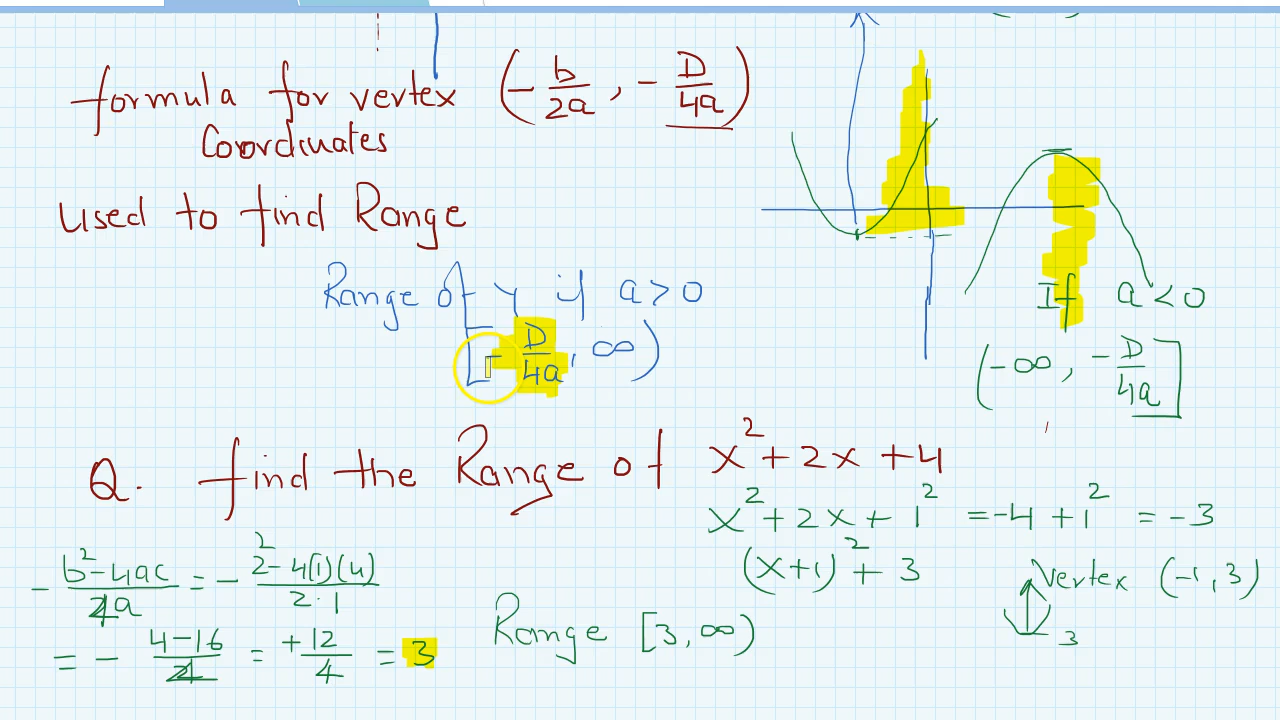 formula for vertex (-b/2a, -D/4a)
Coordinates
used to find Range
Range of y if a > 0
[-D/4a, ∞)
If a < 0
(-∞, -D/4a]
Q. find the Range of x² + 2x + 4
x² + 2x + 1² = -4 + 1² = -3
(x+1)² + 3
Vertex (-1, 3)
3
- b² - 4ac/4a = - 2² - 4(1)(4)/2·1
= - 4 - 16/4 = +12/4 = 3
Range [3, ∞)